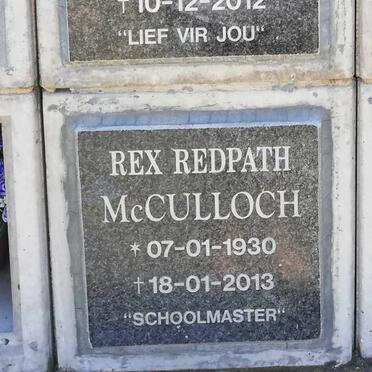 †10-12-2012
"LIEF VIR JOU"
REX REDPATH
McCULLOCH
*07-01-1930
†18-01-2013
"SCHOOLMASTER"